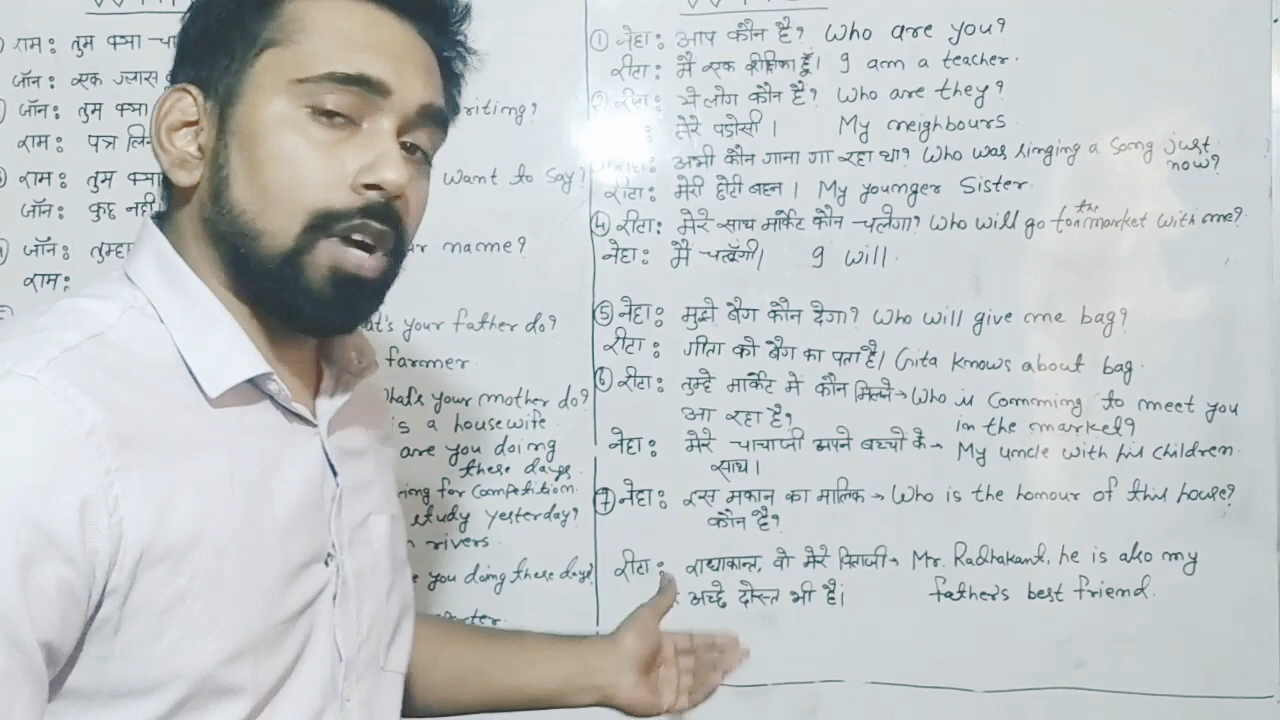 राम: तुम क्या
जॉन: एक ग्लास
जॉन: तुम क्या riting?
राम: पत्र
राम: तुम क्या want to say?
जॉन: कुछ नही
जॉन: तुम्हा name?
राम:
at's your father do?
farmer.
What's your mother do?
is a housewife
are you doing
these days
ring for Competition.
study yesterday?
rivers.
you doing these days?
① नेहा: आप कौन है? Who are you?
रीटा: मै एक हूँ। I am a teacher.
② रीटा: ये लोग कौन है? Who are they?
मेरे पडोसी। My neighbours
अभी कौन गाना गा रहा था? Who was singing a song just
now?
रीटा: मेरी छोटी बहन। My younger Sister.
④ रीटा: मेरे साथ मार्केट कौन चलेगा? Who will go to the market with me?
नेहा: मै चलूँगी। I will.
⑤ नेहा: मुझे बैग कौन देगा? Who will give me bag?
रीटा: गीता को बैग का पता है। Gita knows about bag.
⑥ रीटा: तुम्हे मार्केट में कौन मिलने → Who is Comming to meet you
आ रहा है? in the market?
नेहा: मेरे चाचाजी अपने बच्चों के → My uncle with his children.
साथ।
⑦ नेहा: इस मकान का मालिक → Who is the honour of this house?
कौन है?
रीटा: राधाकान्त, वो मेरे पिताजी → Mr. Radhakant, he is also my
अच्छे दोस्त भी है। father's best friend.